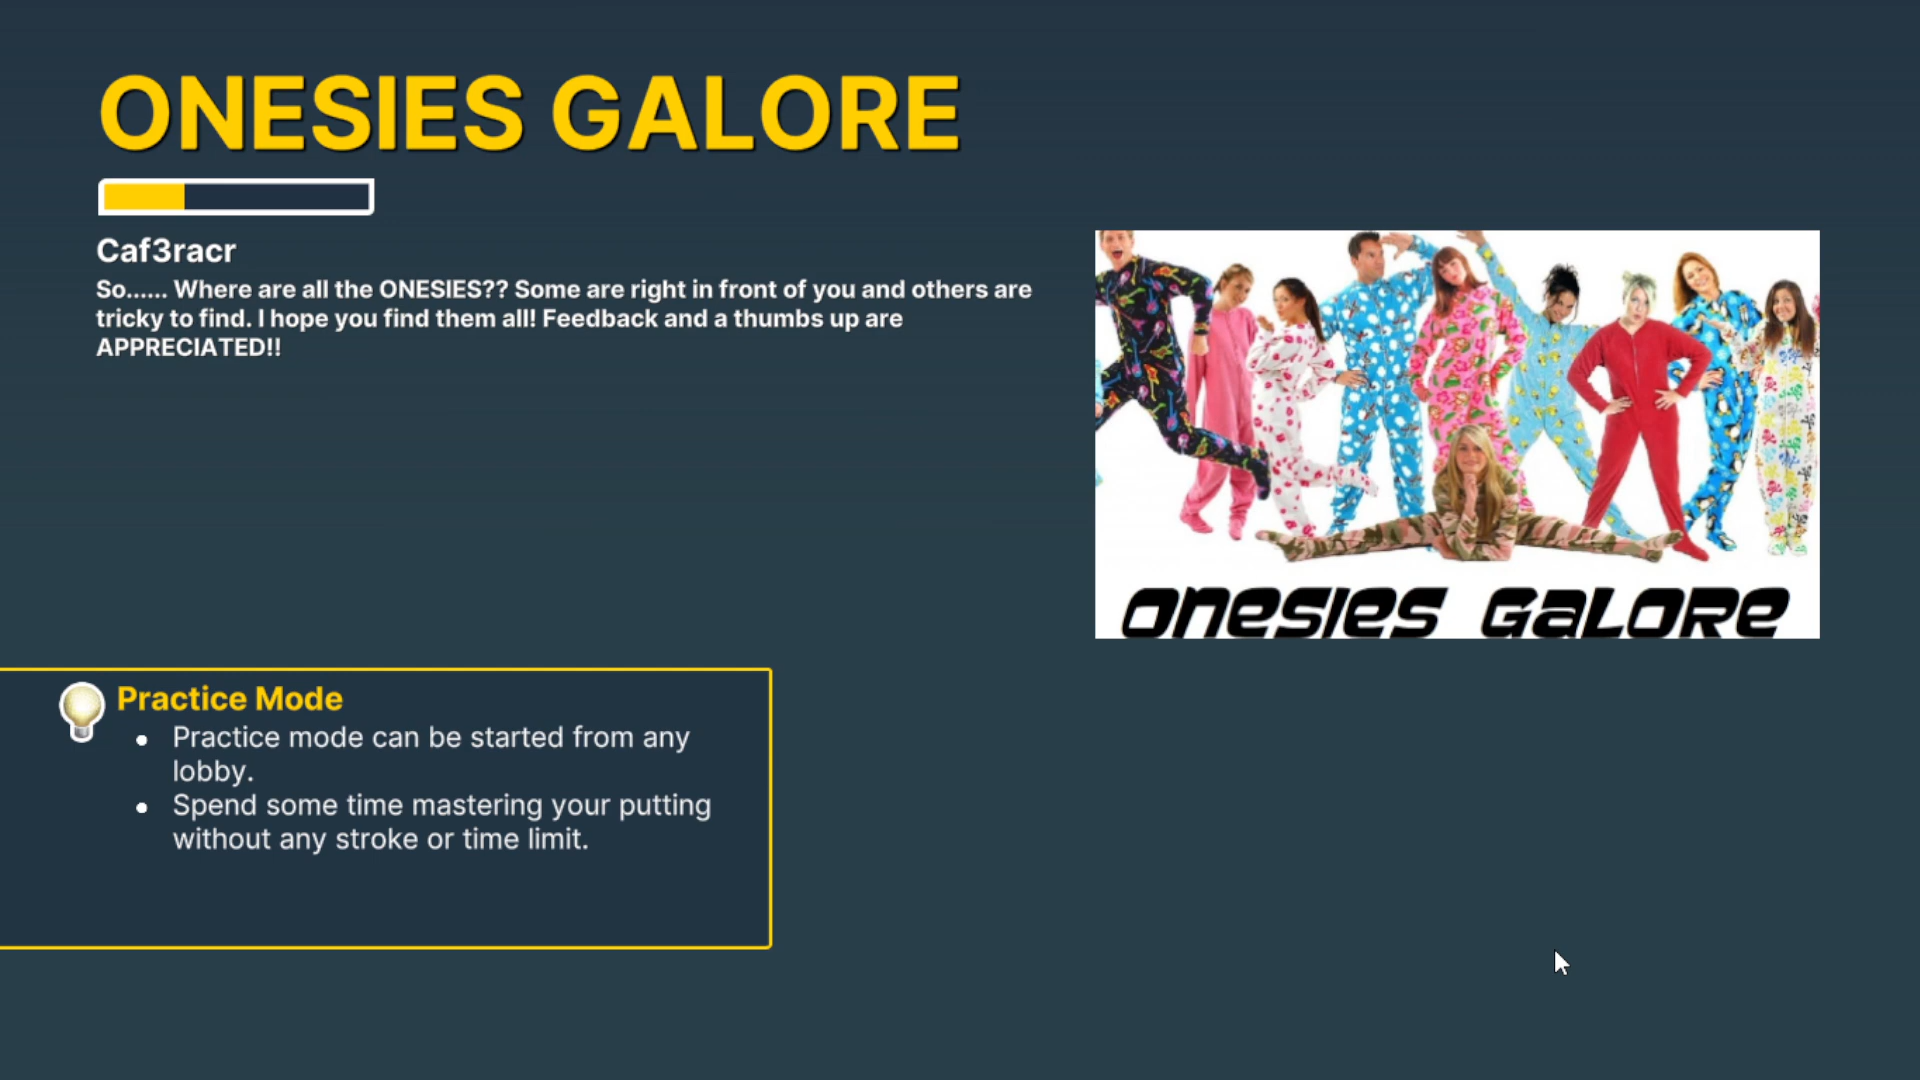 ONESIES GALORE
Caf3racr
So...... Where are all the ONESIES?? Some are right in front of you and others are
tricky to find. I hope you find them all! Feedback and a thumbs up are
APPRECIATED!!
onesies GaLORe
Practice Mode
• Practice mode can be started from any
lobby.
• Spend some time mastering your putting
without any stroke or time limit.